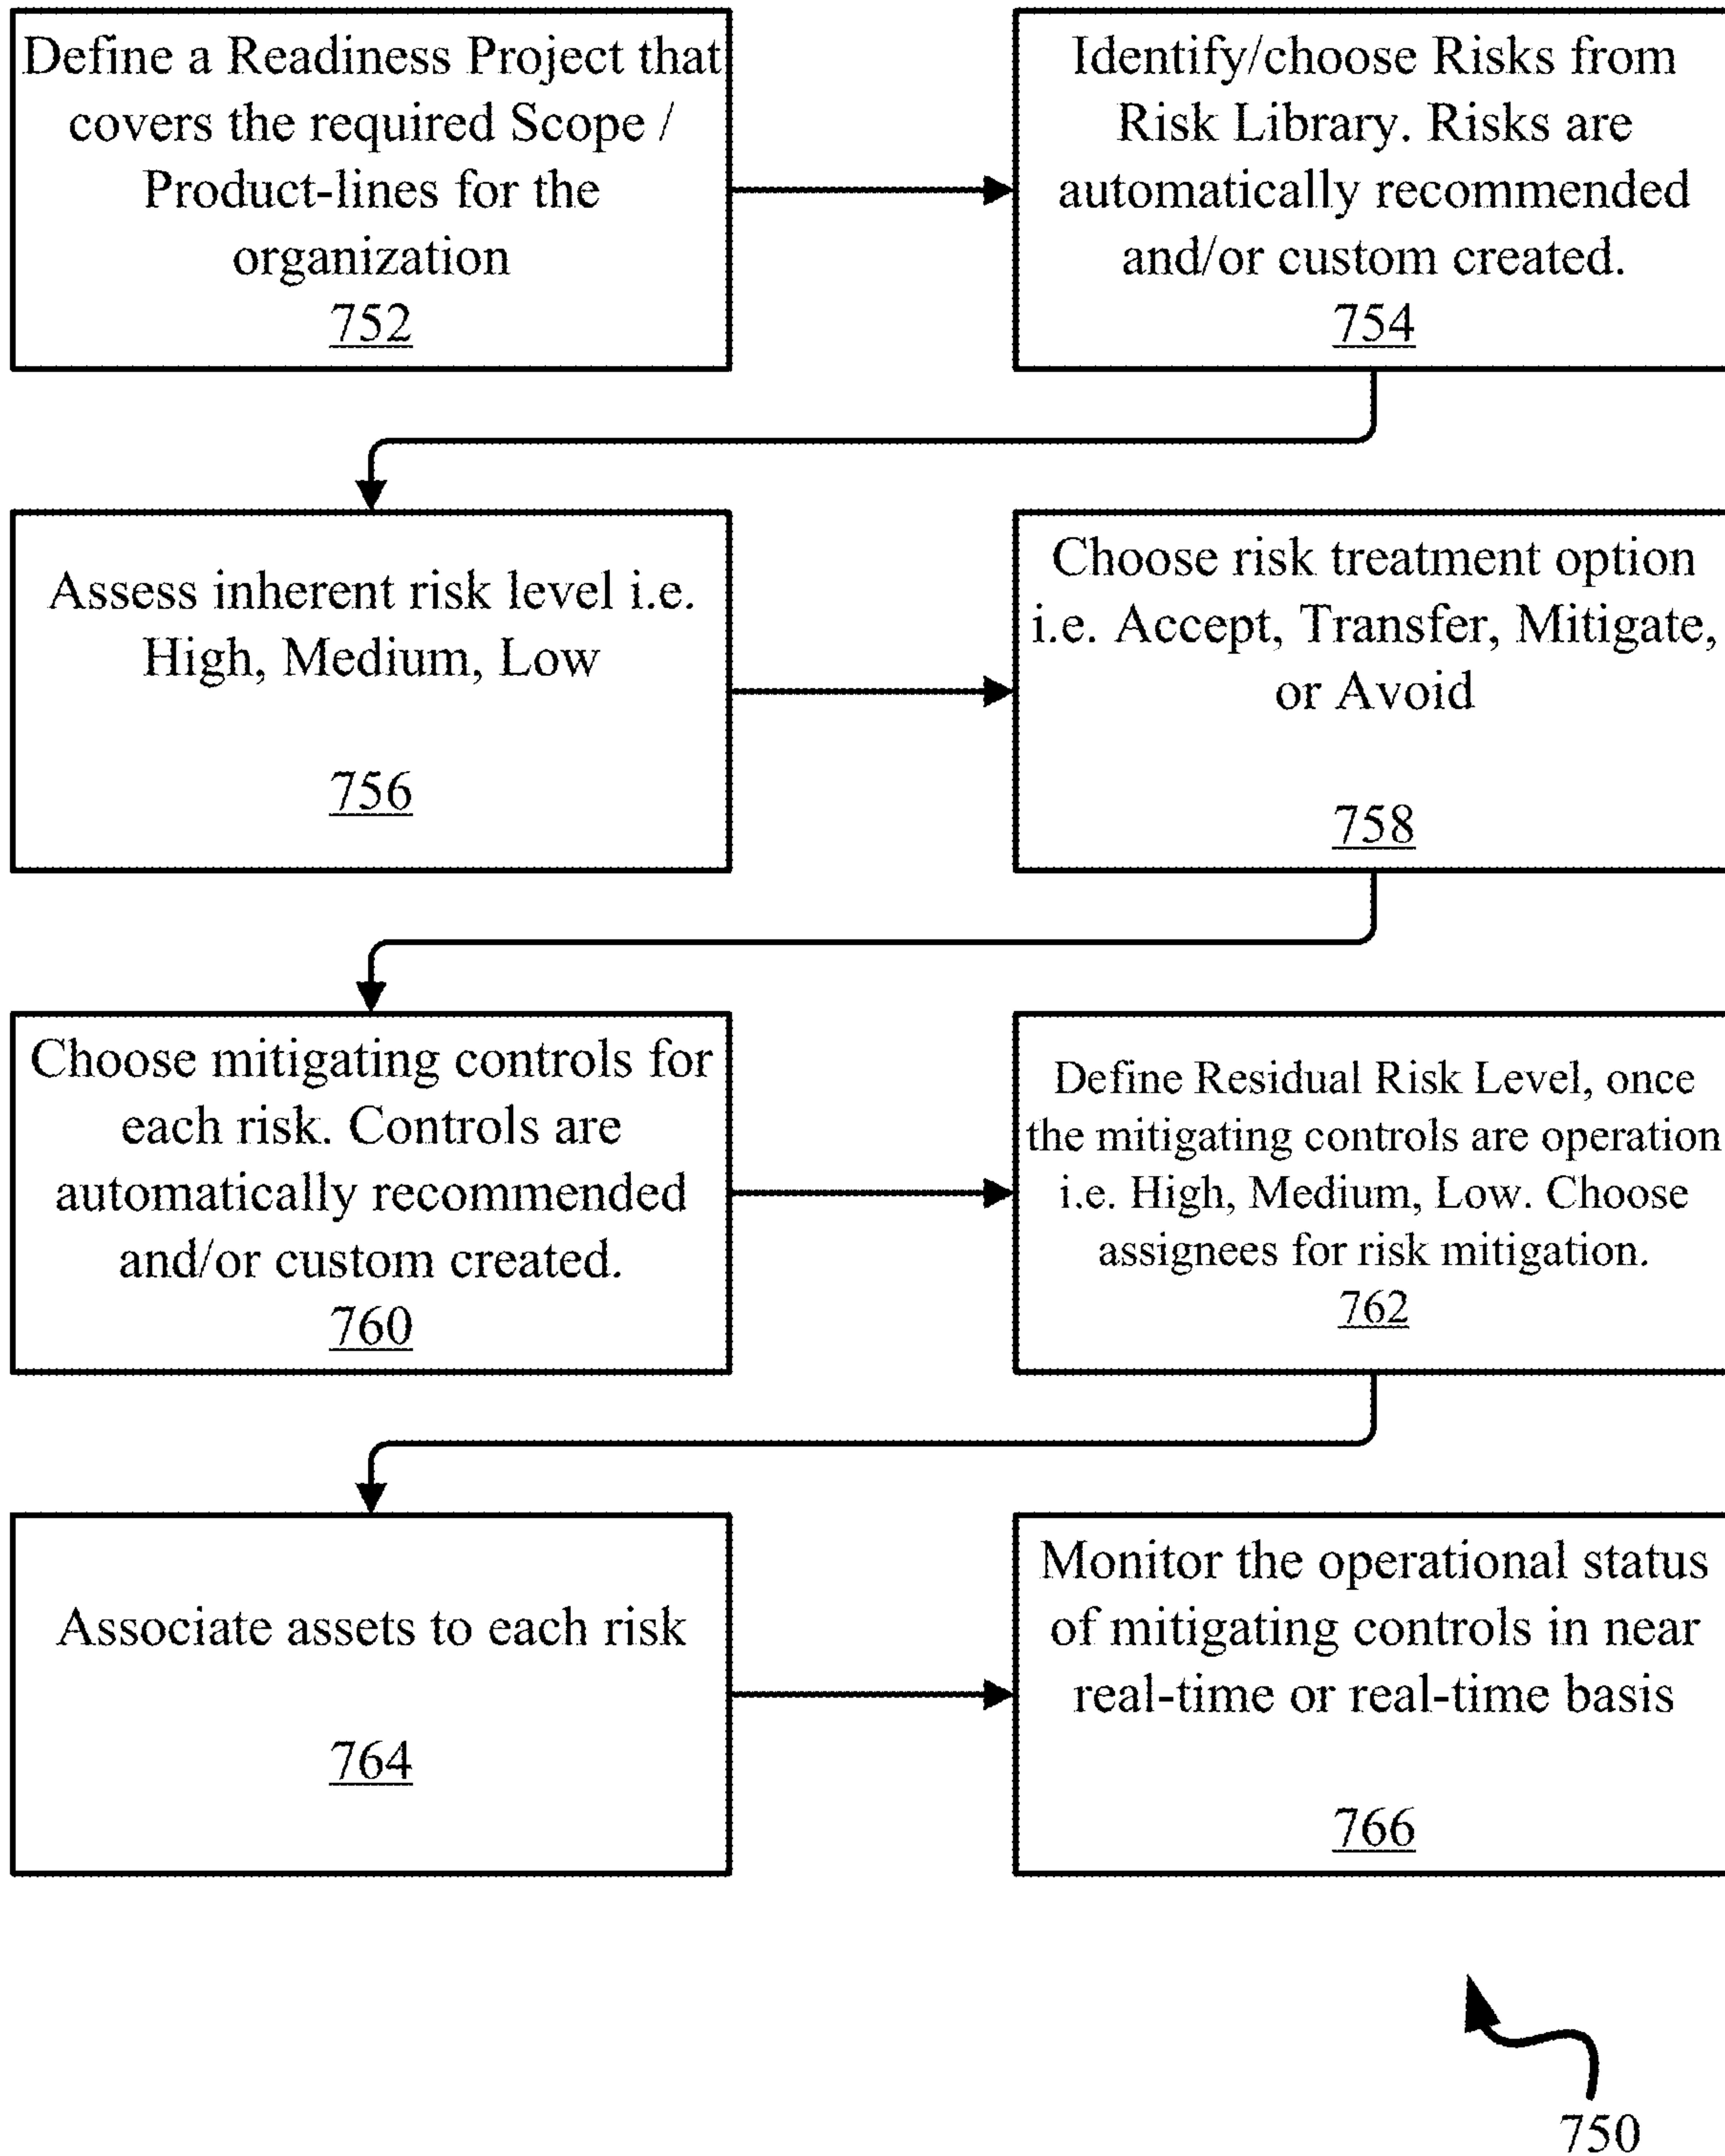 Define a Readiness Project that
covers the required Scope /
Product-lines for the
organization
752
Identify/choose Risks from
Risk Library. Risks are
automatically recommended
and/or custom created.
754
Assess inherent risk level i.e.
High, Medium, Low
756
Choose risk treatment option
i.e. Accept, Transfer, Mitigate,
or Avoid
758
Choose mitigating controls for
each risk. Controls are
automatically recommended
and/or custom created.
760
Define Residual Risk Level, once
the mitigating controls are operation
i.e. High, Medium, Low. Choose
assignees for risk mitigation.
762
Associate assets to each risk
764
Monitor the operational status
of mitigating controls in near
real-time or real-time basis
766
750